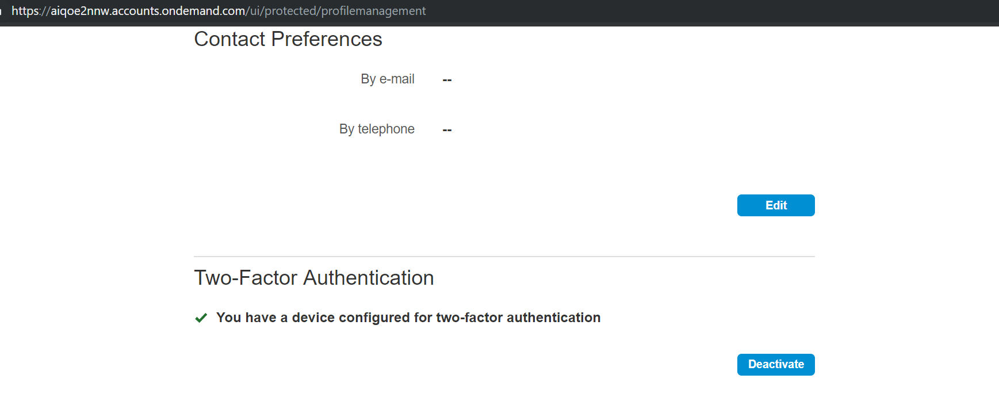 https://aiqoe2nnw.accounts.ondemand.com/ui/protected/profilemanagement
Contact Preferences
By e-mail --
By telephone --
Edit
Two-Factor Authentication
You have a device configured for two-factor authentication
Deactivate